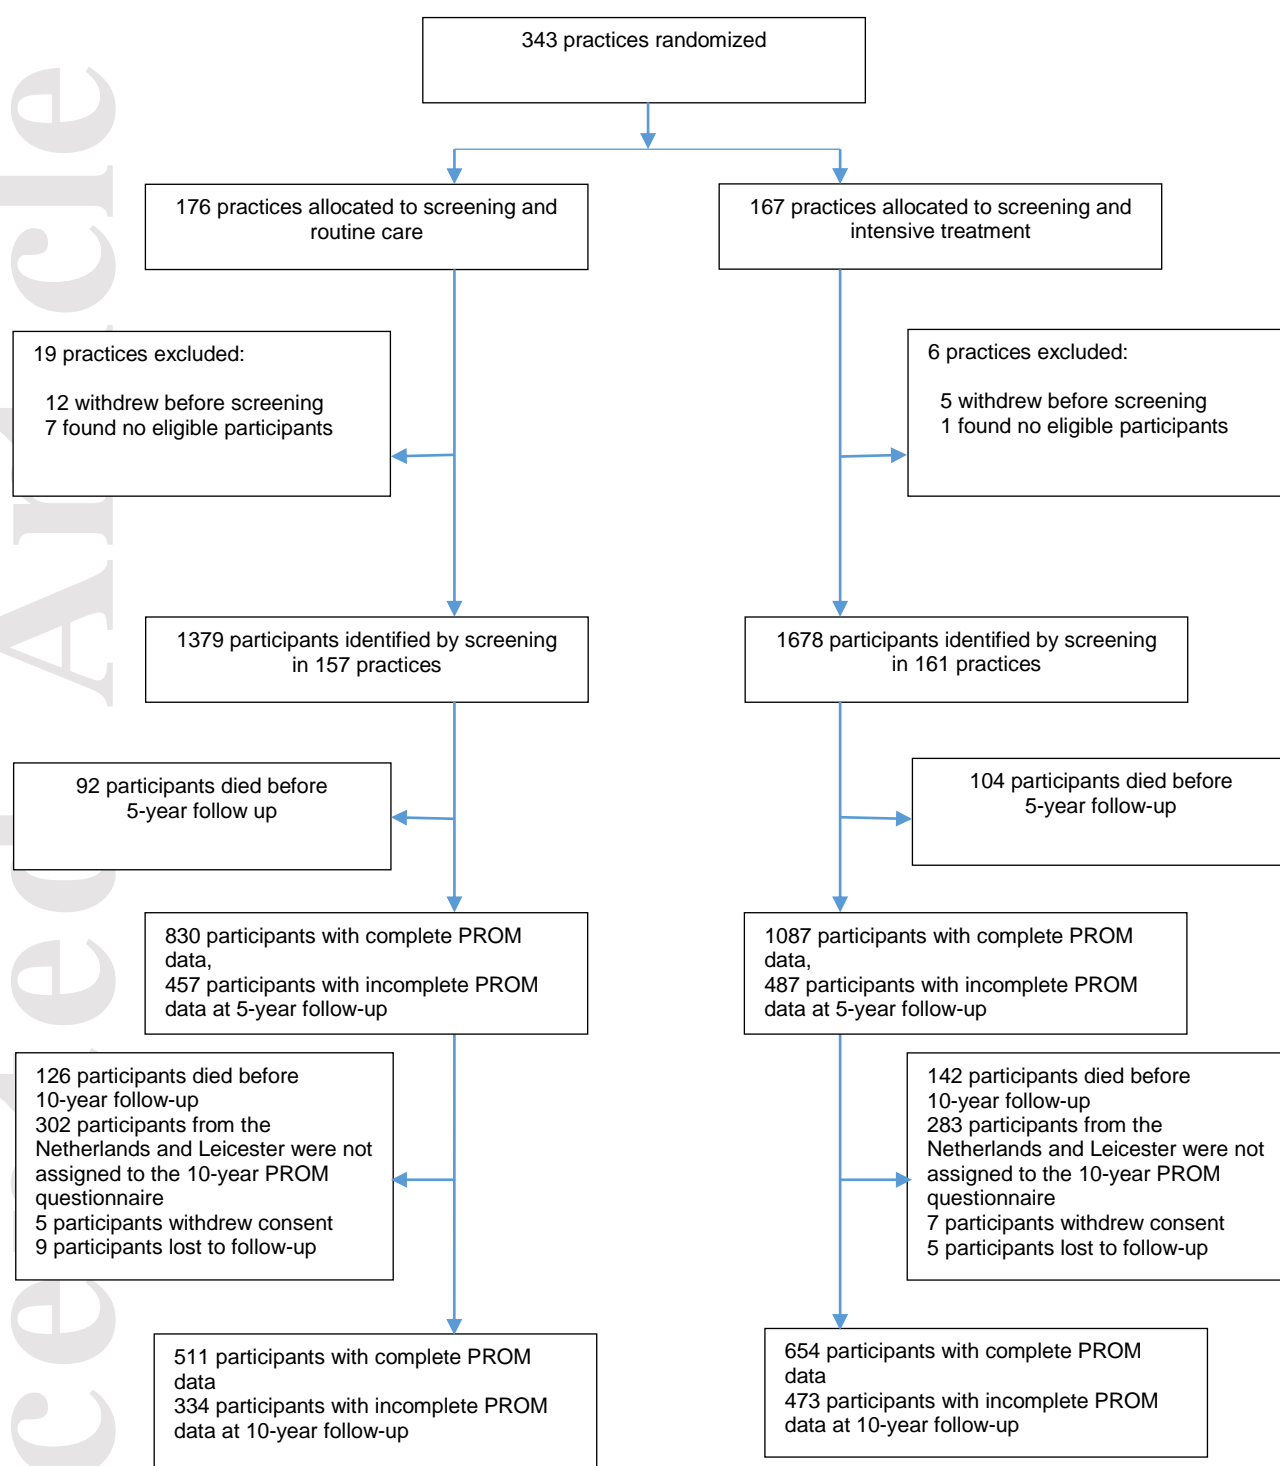 343 practices randomized
176 practices allocated to screening and
routine care
167 practices allocated to screening and
intensive treatment
19 practices excluded:
12 withdrew before screening
7 found no eligible participants
6 practices excluded:
5 withdrew before screening
1 found no eligible participants
1379 participants identified by screening
in 157 practices
1678 participants identified by screening
in 161 practices
92 participants died before
5-year follow up
104 participants died before
5-year follow-up
830 participants with complete PROM
data,
457 participants with incomplete PROM
data at 5-year follow-up
1087 participants with complete PROM
data,
487 participants with incomplete PROM
data at 5-year follow-up
126 participants died before
10-year follow-up
302 participants from the
Netherlands and Leicester were not
assigned to the 10-year PROM
questionnaire
5 participants withdrew consent
9 participants lost to follow-up
142 participants died before
10-year follow-up
283 participants from the
Netherlands and Leicester were not
assigned to the 10-year PROM
questionnaire
7 participants withdrew consent
5 participants lost to follow-up
511 participants with complete PROM
data
334 participants with incomplete PROM
data at 10-year follow-up
654 participants with complete PROM
data
473 participants with incomplete PROM
data at 10-year follow-up